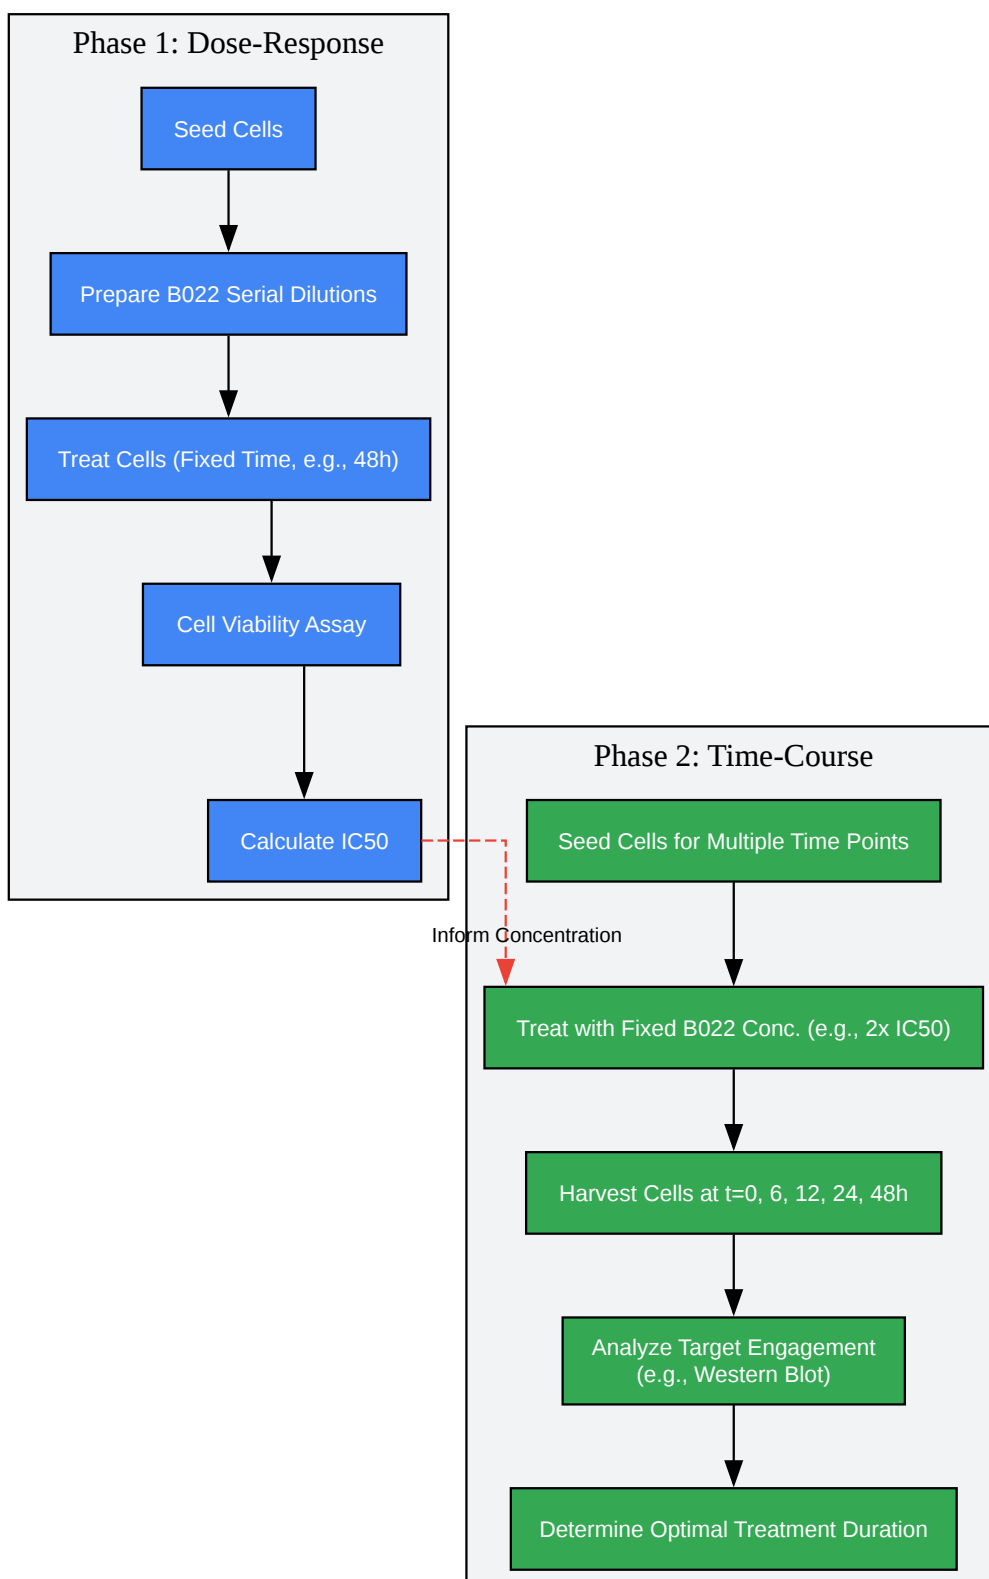 Phase 1: Dose-Response
Seed Cells
Prepare B022 Serial Dilutions
Treat Cells (Fixed Time, e.g., 48h)
Cell Viability Assay
Calculate IC50
Inform Concentration
Phase 2: Time-Course
Seed Cells for Multiple Time Points
Treat with Fixed B022 Conc. (e.g., 2x IC50)
Harvest Cells at t=0, 6, 12, 24, 48h
Analyze Target Engagement
(e.g., Western Blot)
Determine Optimal Treatment Duration